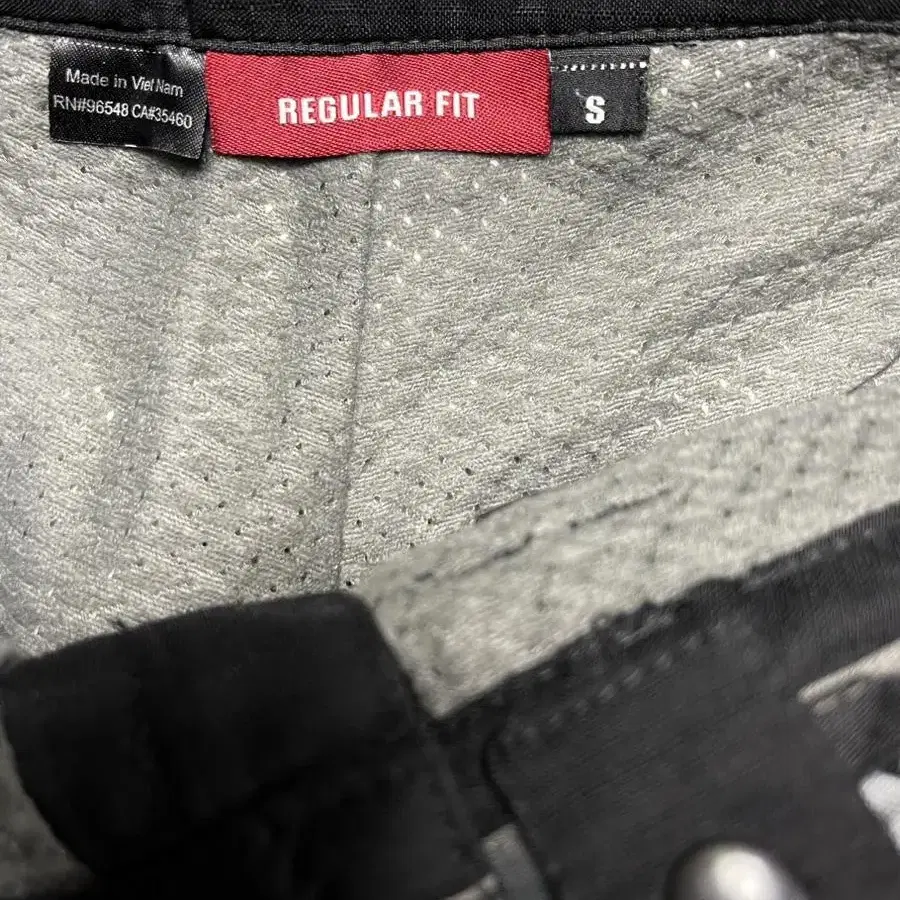 Made in Viet Nam
RN#96548 CA#35460
REGULAR FIT
S